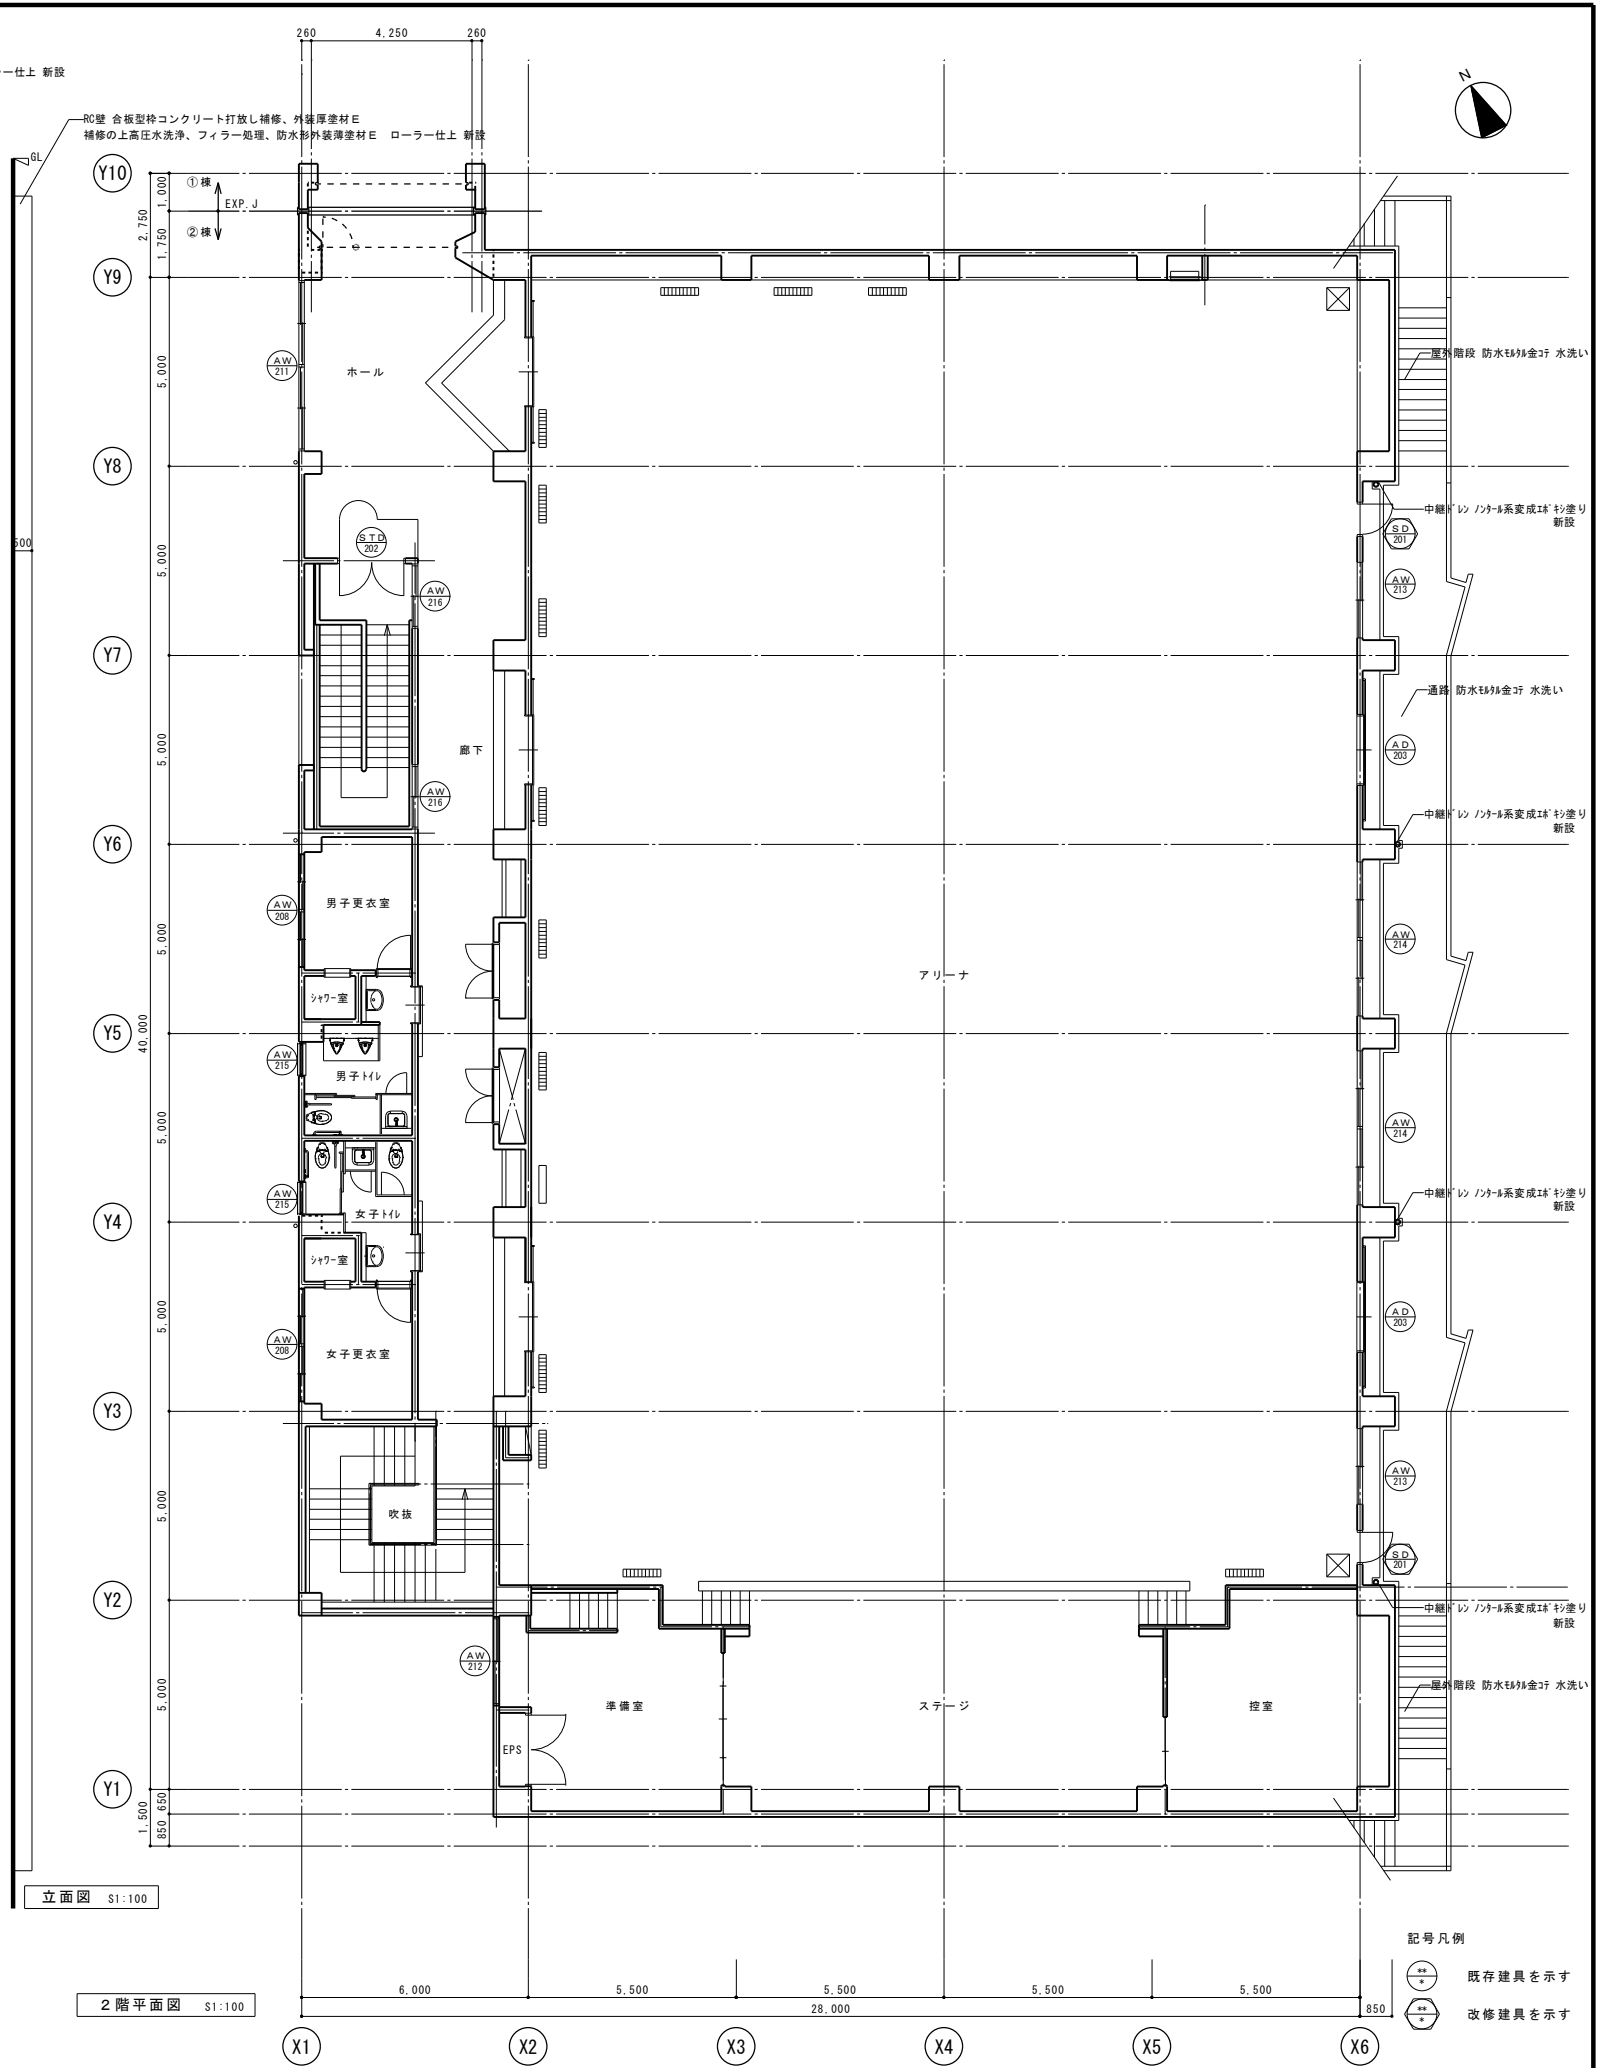 260
4,250
260
ー仕上 新設
RC壁 合板型枠コンクリート打放し補修、外装厚塗材E
補修の上高圧水洗浄、フィラー処理、防水形外装薄塗材E ローラー仕上 新設
N
GL
Y10
①棟
EXP.J
②棟
1,000
2,750
1,750
Y9
5,000
AW
211
ホール
屋外階段 防水ﾓﾙﾀﾙ金ｺﾃ 水洗い
Y8
中継ﾄﾞﾚﾝ ﾉﾝﾀｰﾙ系変成ｴﾎﾟｷｼ塗り
新設
SD
201
STD
202
500
5,000
AW
213
AW
216
Y7
通路 防水ﾓﾙﾀﾙ金ｺﾃ 水洗い
廊下
5,000
AD
203
AW
216
中継ﾄﾞﾚﾝ ﾉﾝﾀｰﾙ系変成ｴﾎﾟｷｼ塗り
新設
Y6
男子更衣室
AW
208
5,000
AW
214
アリーナ
ｼｬﾜｰ室
Y5
40,000
AW
215
男子ﾄｲﾚ
5,000
AW
214
AW
215
中継ﾄﾞﾚﾝ ﾉﾝﾀｰﾙ系変成ｴﾎﾟｷｼ塗り
新設
女子ﾄｲﾚ
Y4
ｼｬﾜｰ室
5,000
AD
203
AW
208
女子更衣室
Y3
AW
213
5,000
吹抜
SD
201
Y2
中継ﾄﾞﾚﾝ ﾉﾝﾀｰﾙ系変成ｴﾎﾟｷｼ塗り
新設
AW
212
5,000
屋外階段 防水ﾓﾙﾀﾙ金ｺﾃ 水洗い
準備室
ステージ
控室
EPS
Y1
650
1,500
850
立面図 S1:100
記号凡例
** * 既存建具を示す
** * 改修建具を示す
2階平面図 S1:100
6,000
5,500
5,500
5,500
5,500
28,000
850
X1
X2
X3
X4
X5
X6